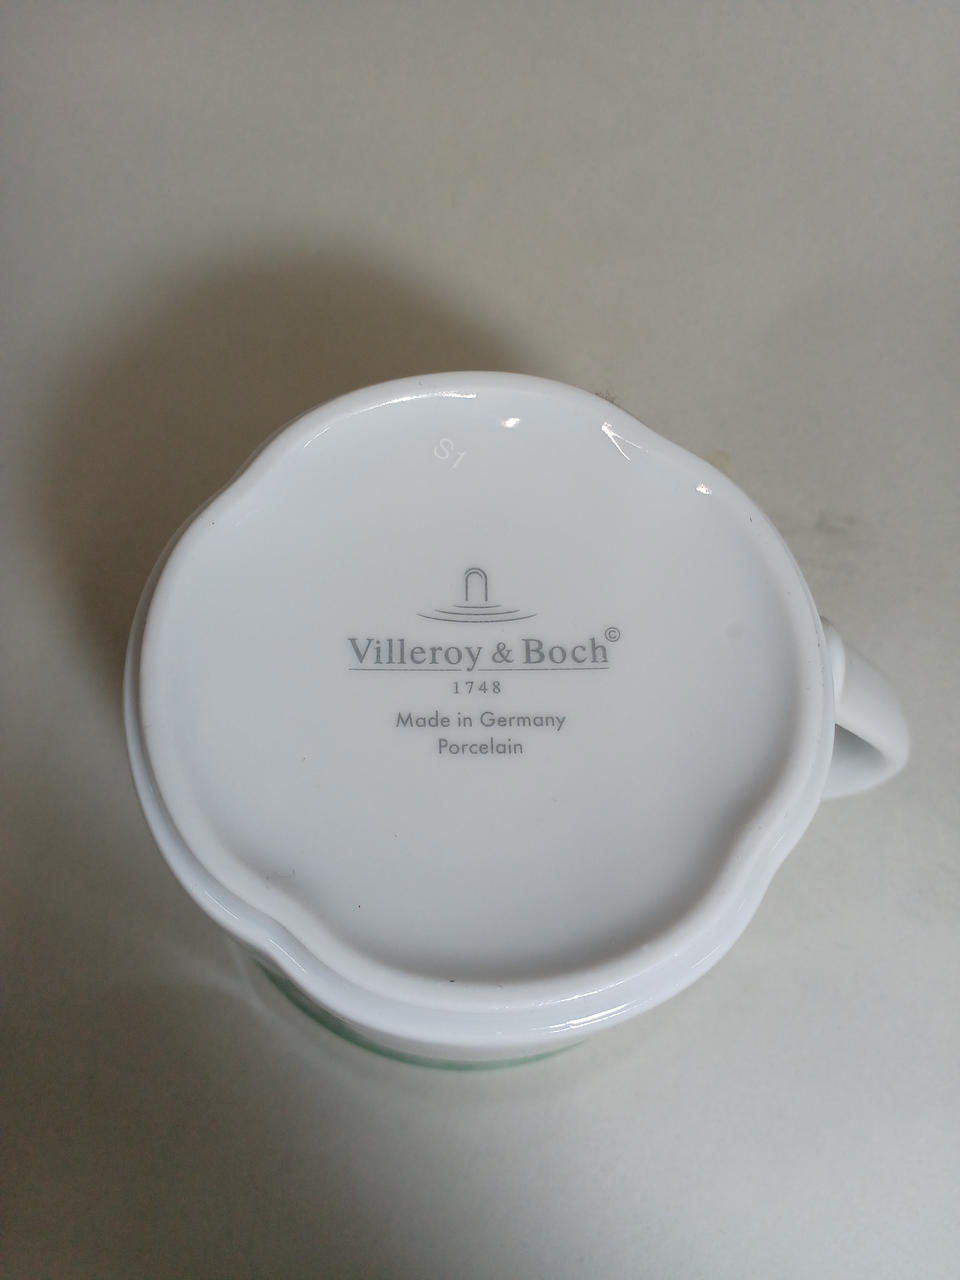 S1
Villeroy & Boch©
1748
Made in Germany
Porcelain